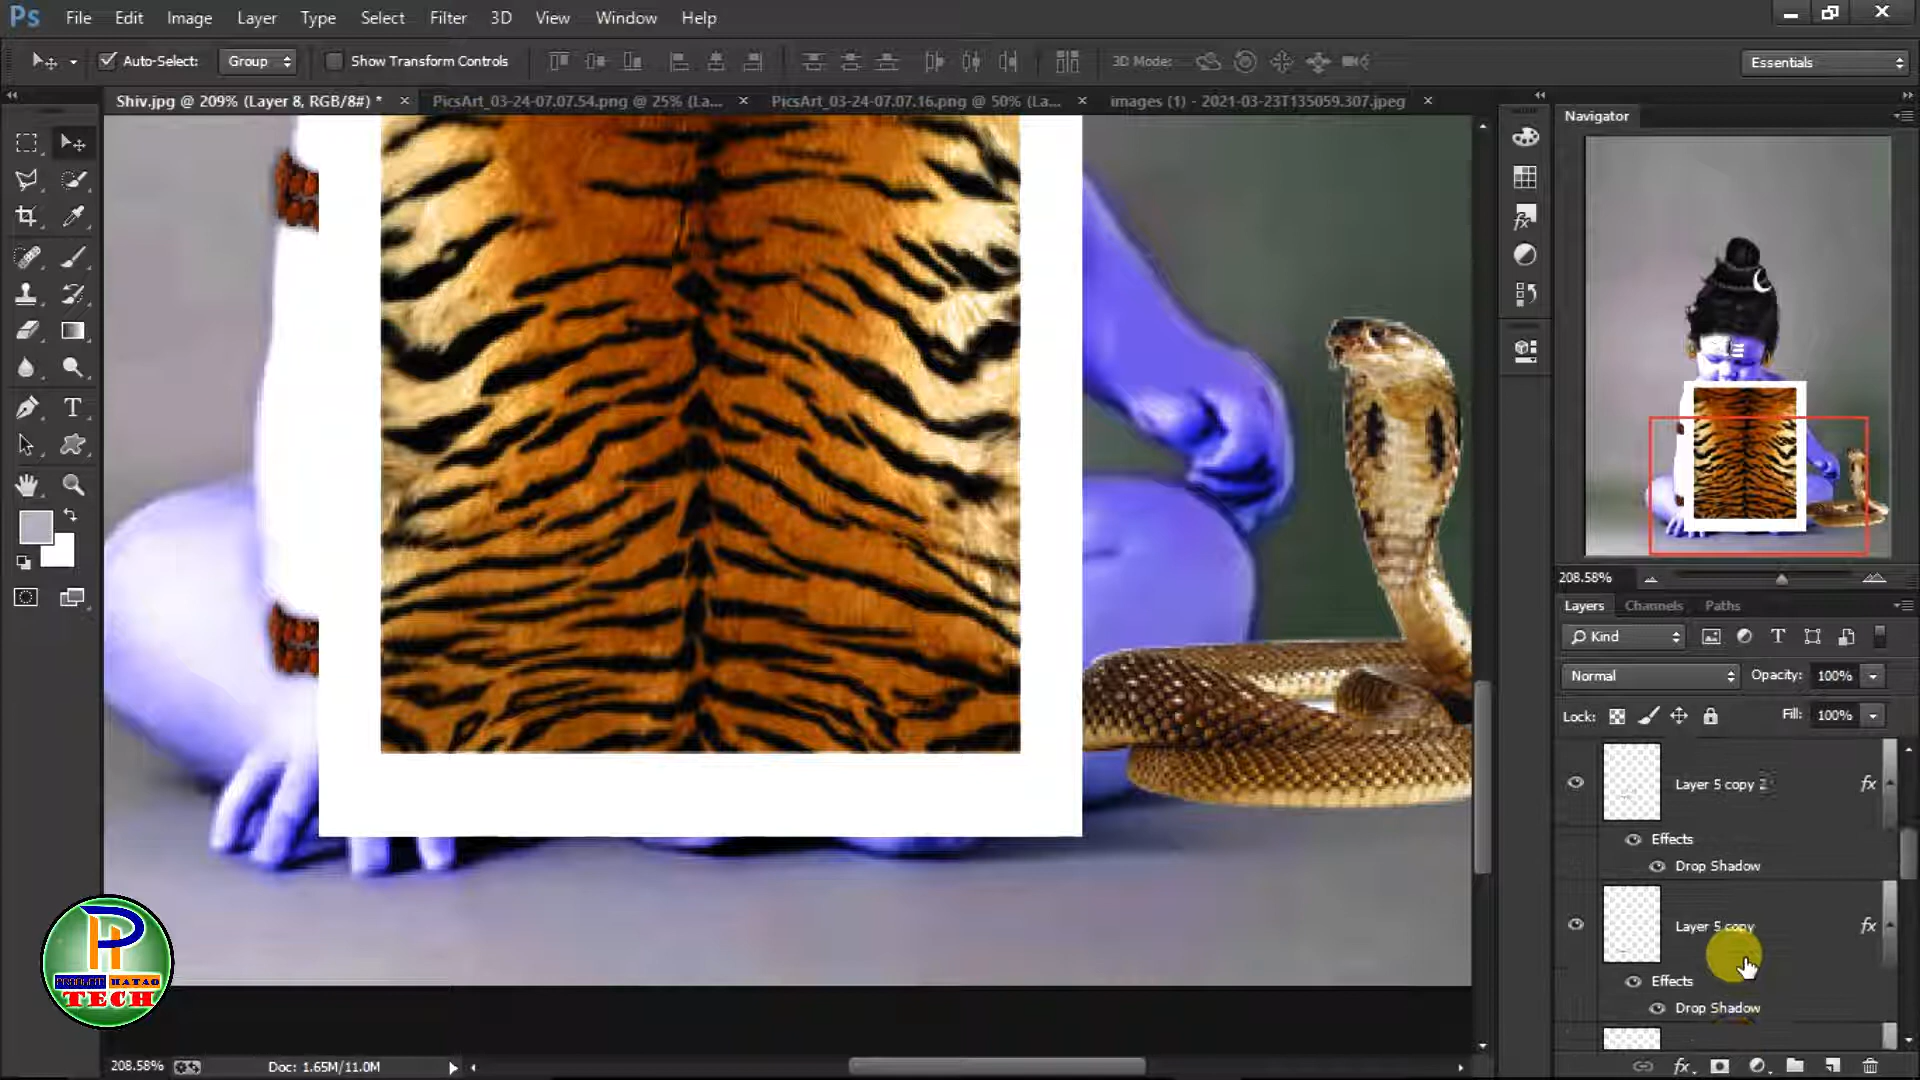 Ps File Edit Image Layer Type Select Filter 3D View Window Help
Auto-Select: Group Show Transform Controls 3D Mode: Essentials
Shiv.jpg @ 209% (Layer 8, RGB/8#) * × PicsArt_03-24-07.07.54.png @ 25% (La... × PicsArt_03-24-07.07.16.png @ 50% (La... × images (1) - 2021-03-23T135059.307.jpeg ×
Navigator
208.58%
Layers Channels Paths
Kind
Normal Opacity: 100%
Lock: Fill: 100%
Layer 5 copy 2 fx
Effects
Drop Shadow
Layer 5 copy fx
Effects
Drop Shadow
PH
HATAO
TECH
208.58% Doc: 1.65M/11.0M